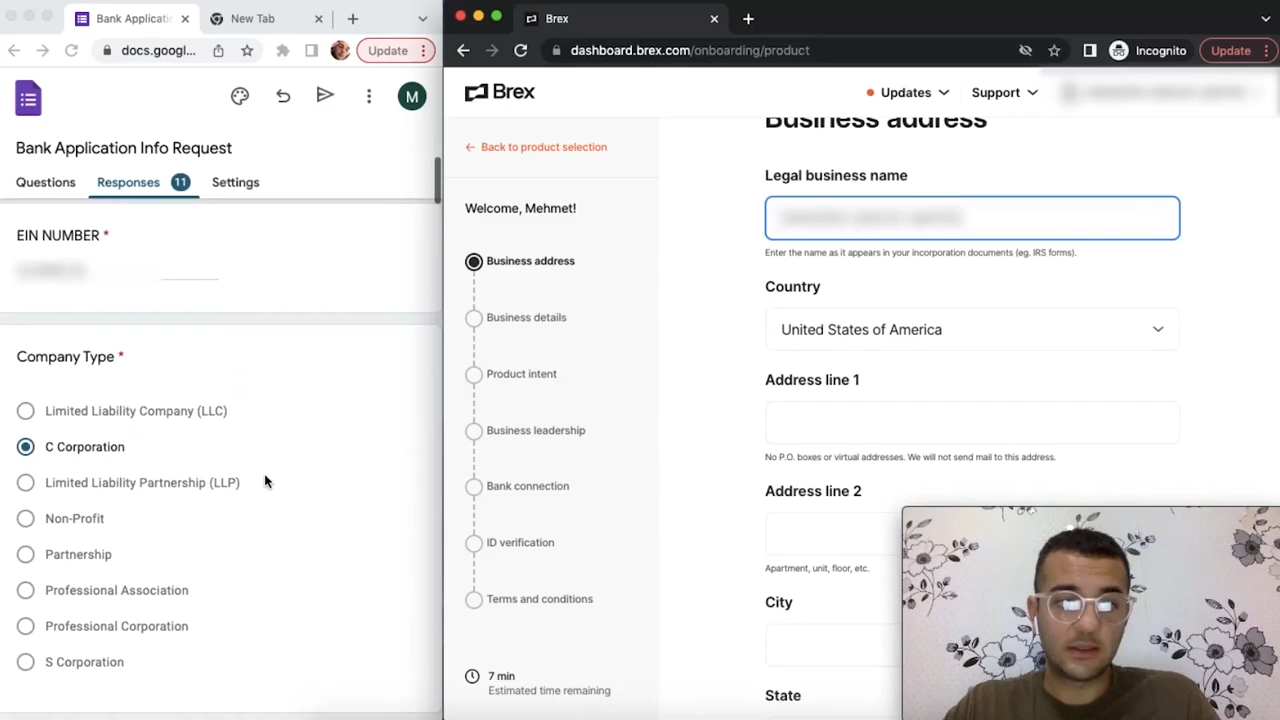 Bank Applicatio
New Tab
docs.googl...
Update
M
Bank Application Info Request
Questions
Responses 11
Settings
EIN NUMBER *
Company Type *
Limited Liability Company (LLC)
C Corporation
Limited Liability Partnership (LLP)
Non-Profit
Partnership
Professional Association
Professional Corporation
S Corporation
Brex
dashboard.brex.com/onboarding/product
Incognito
Update
Brex
Updates
Support
← Back to product selection
Welcome, Mehmet!
Business address
Business details
Product intent
Business leadership
Bank connection
ID verification
Terms and conditions
7 min
Estimated time remaining
Business address
Legal business name
Enter the name as it appears in your incorporation documents (eg. IRS forms).
Country
United States of America
Address line 1
No P.O. boxes or virtual addresses. We will not send mail to this address.
Address line 2
Apartment, unit, floor, etc.
City
State